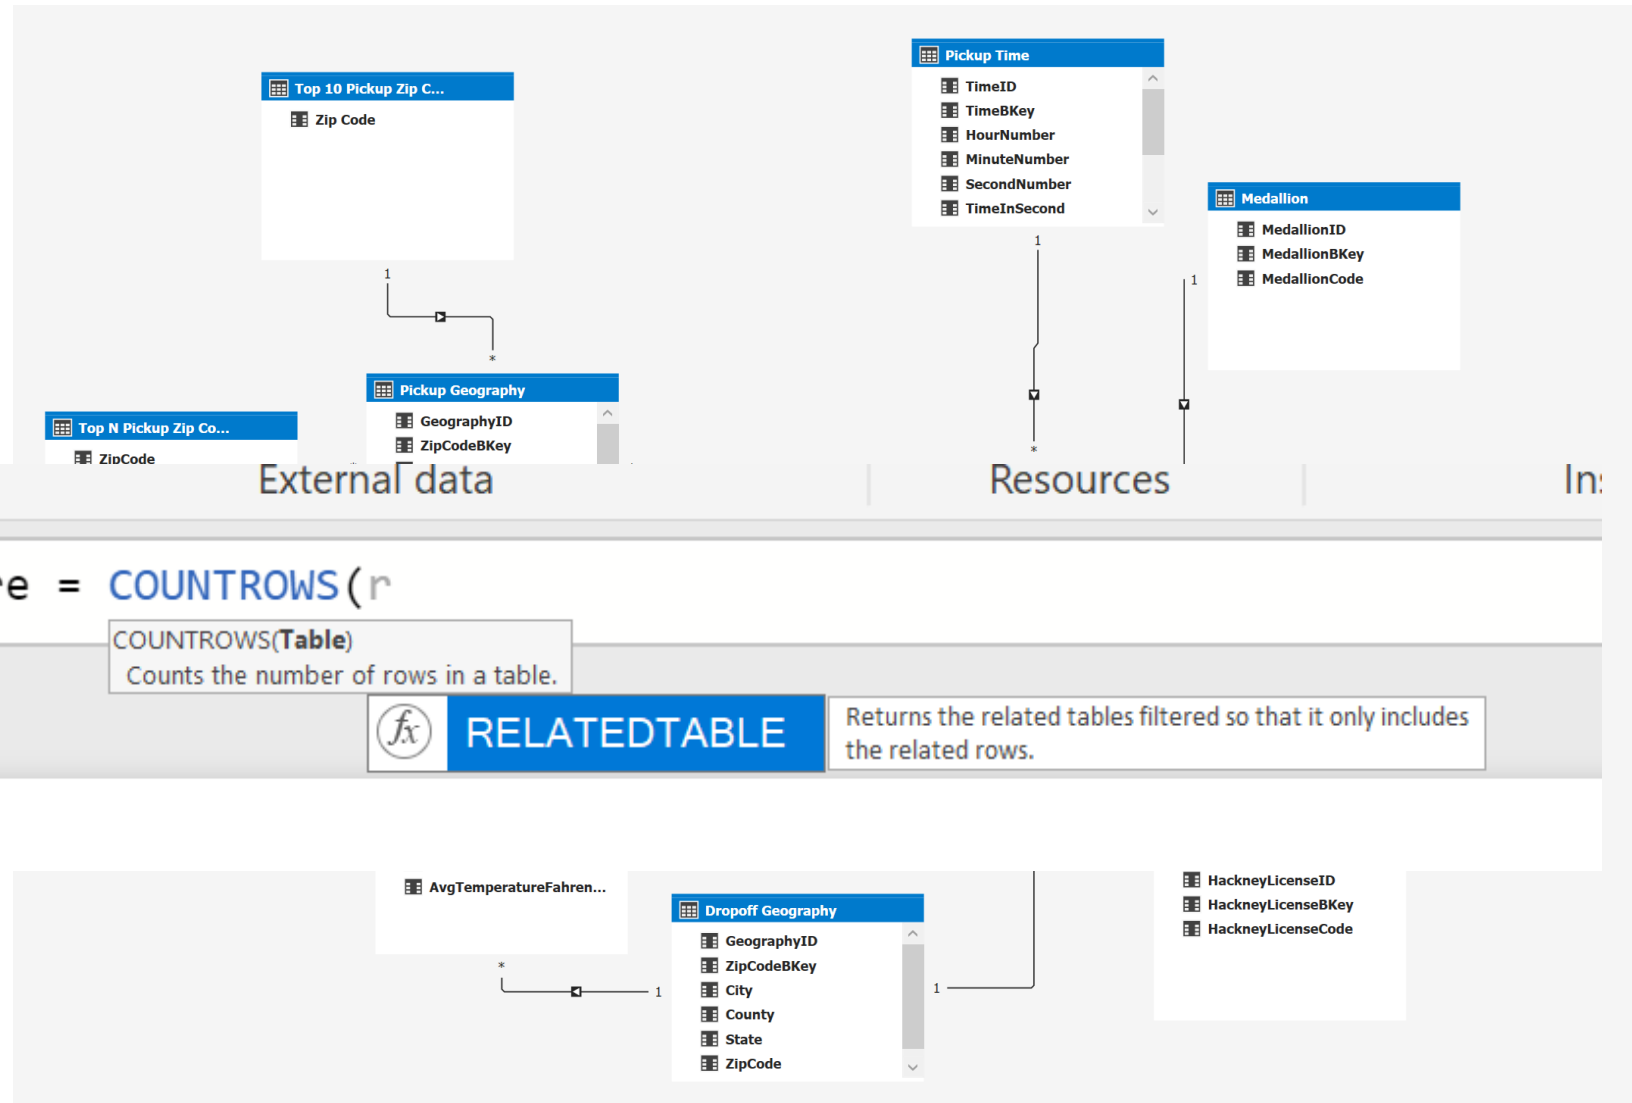 Pickup Time
TimeID
TimeBKey
HourNumber
MinuteNumber
SecondNumber
TimeInSecond
Top 10 Pickup Zip C...
Zip Code
Medallion
MedallionID
MedallionBKey
MedallionCode
1
1
1
*
Pickup Geography
GeographyID
ZipCodeBKey
Top N Pickup Zip Co...
ZipCode
*
External data
Resources
= COUNTROWS(r
COUNTROWS(Table)
Counts the number of rows in a table.
fx RELATEDTABLE
Returns the related tables filtered so that it only includes
the related rows.
AvgTemperatureFahren...
*
1
Dropoff Geography
GeographyID
ZipCodeBKey
City
County
State
ZipCode
1
HackneyLicenseID
HackneyLicenseBKey
HackneyLicenseCode